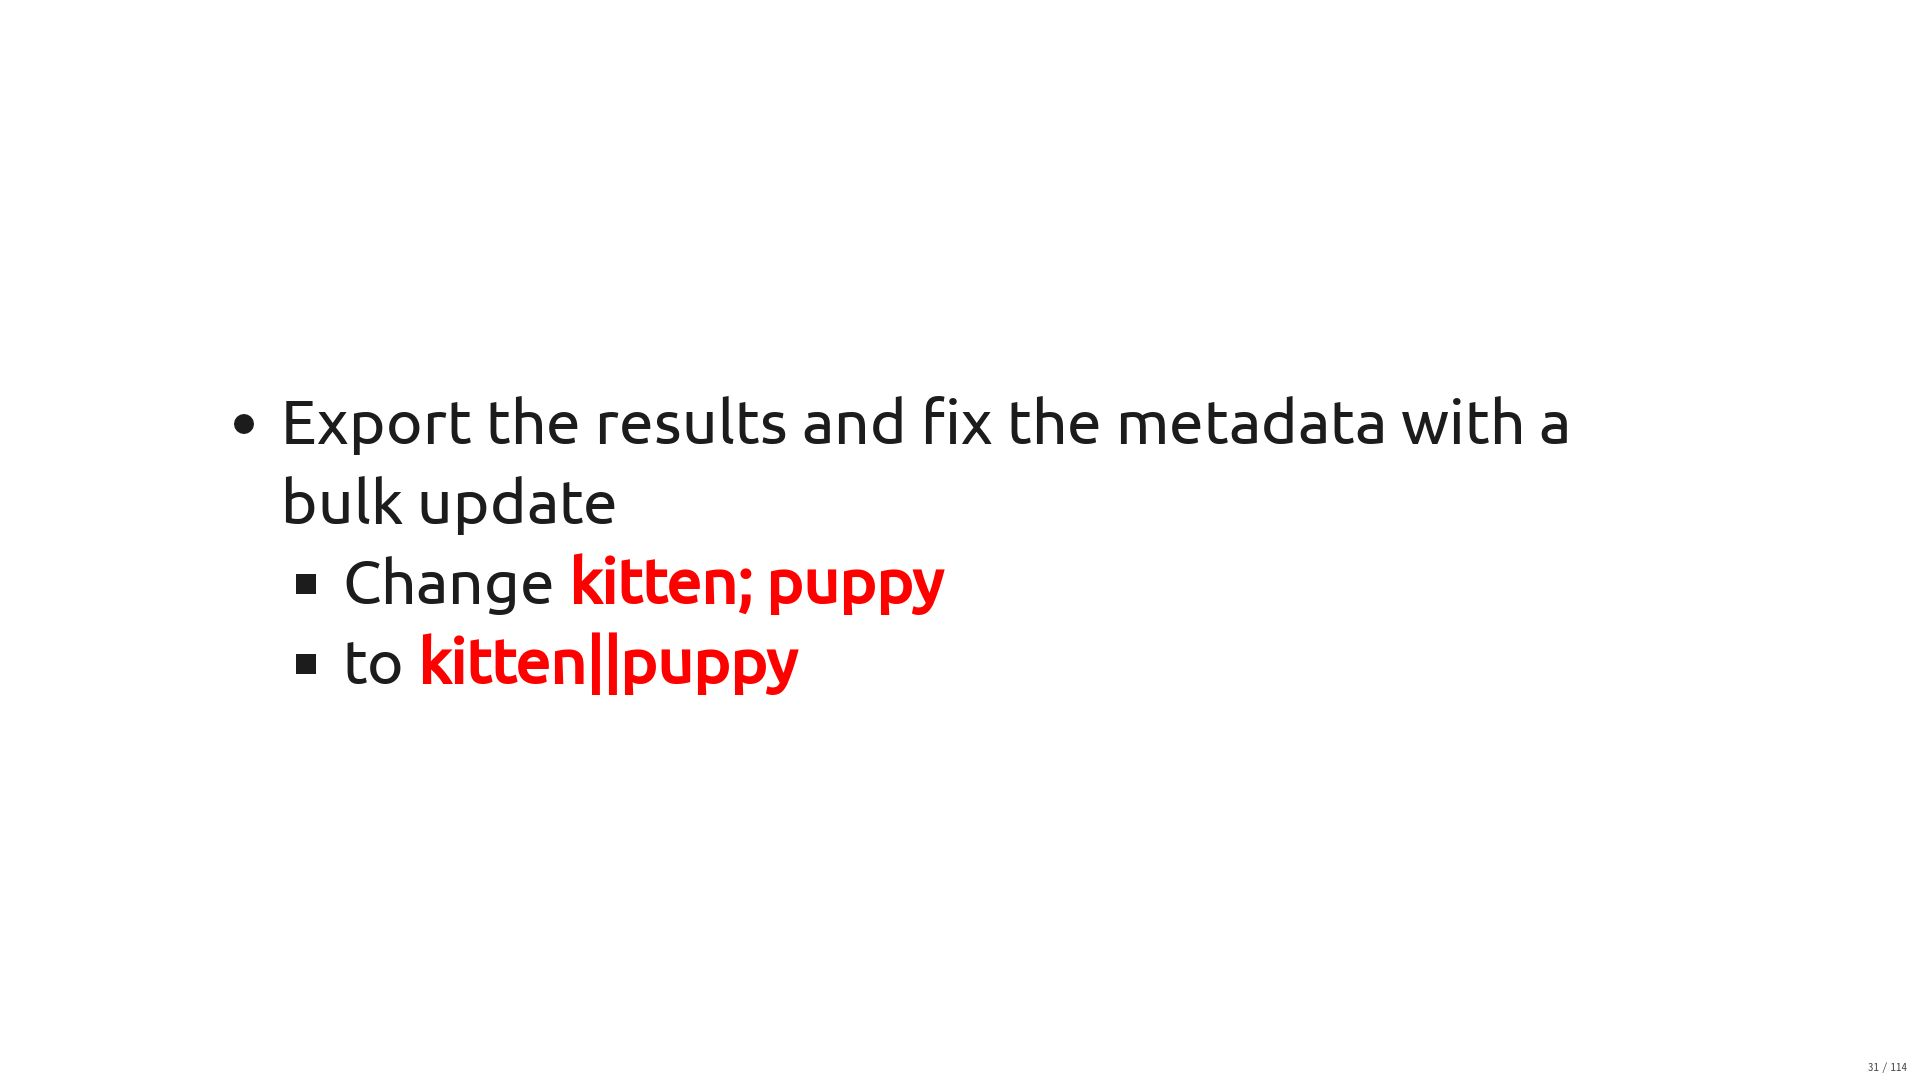 • Export the results and fix the metadata with a
bulk update
▪ Change kitten; puppy
▪ to kitten||puppy
31 / 114